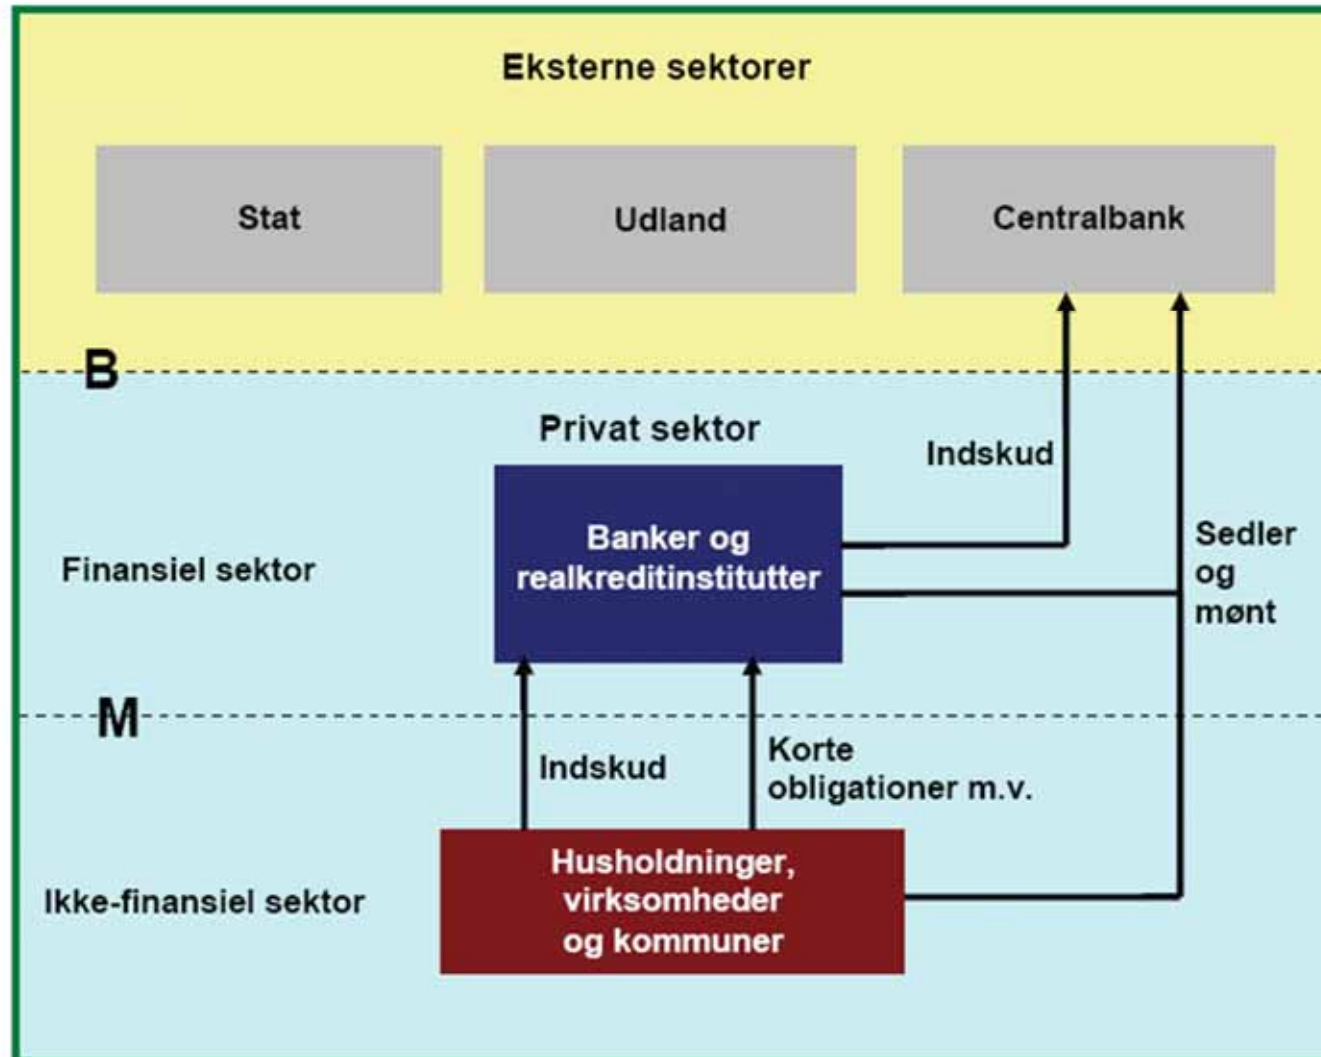 Eksterne sektorer
Stat
Udland
Centralbank
B
Privat sektor
Indskud
Banker og
realkreditinstitutter
Finansiel sektor
Sedler
og
mønt
M
Indskud
Korte
obligationer m.v.
Husholdninger,
virksomheder
og kommuner
Ikke-finansiel sektor